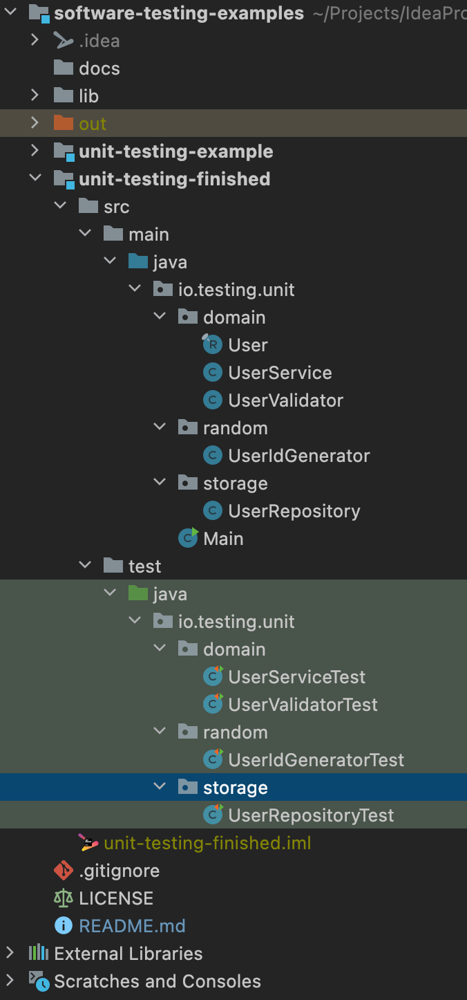 software-testing-examples ~/Projects/IdeaPro
.idea
docs
lib
out
unit-testing-example
unit-testing-finished
src
main
java
io.testing.unit
domain
R User
C UserService
C UserValidator
random
C UserIdGenerator
storage
C UserRepository
C Main
test
java
io.testing.unit
domain
C UserServiceTest
C UserValidatorTest
random
C UserIdGeneratorTest
storage
C UserRepositoryTest
unit-testing-finished.iml
.gitignore
LICENSE
i README.md
External Libraries
Scratches and Consoles